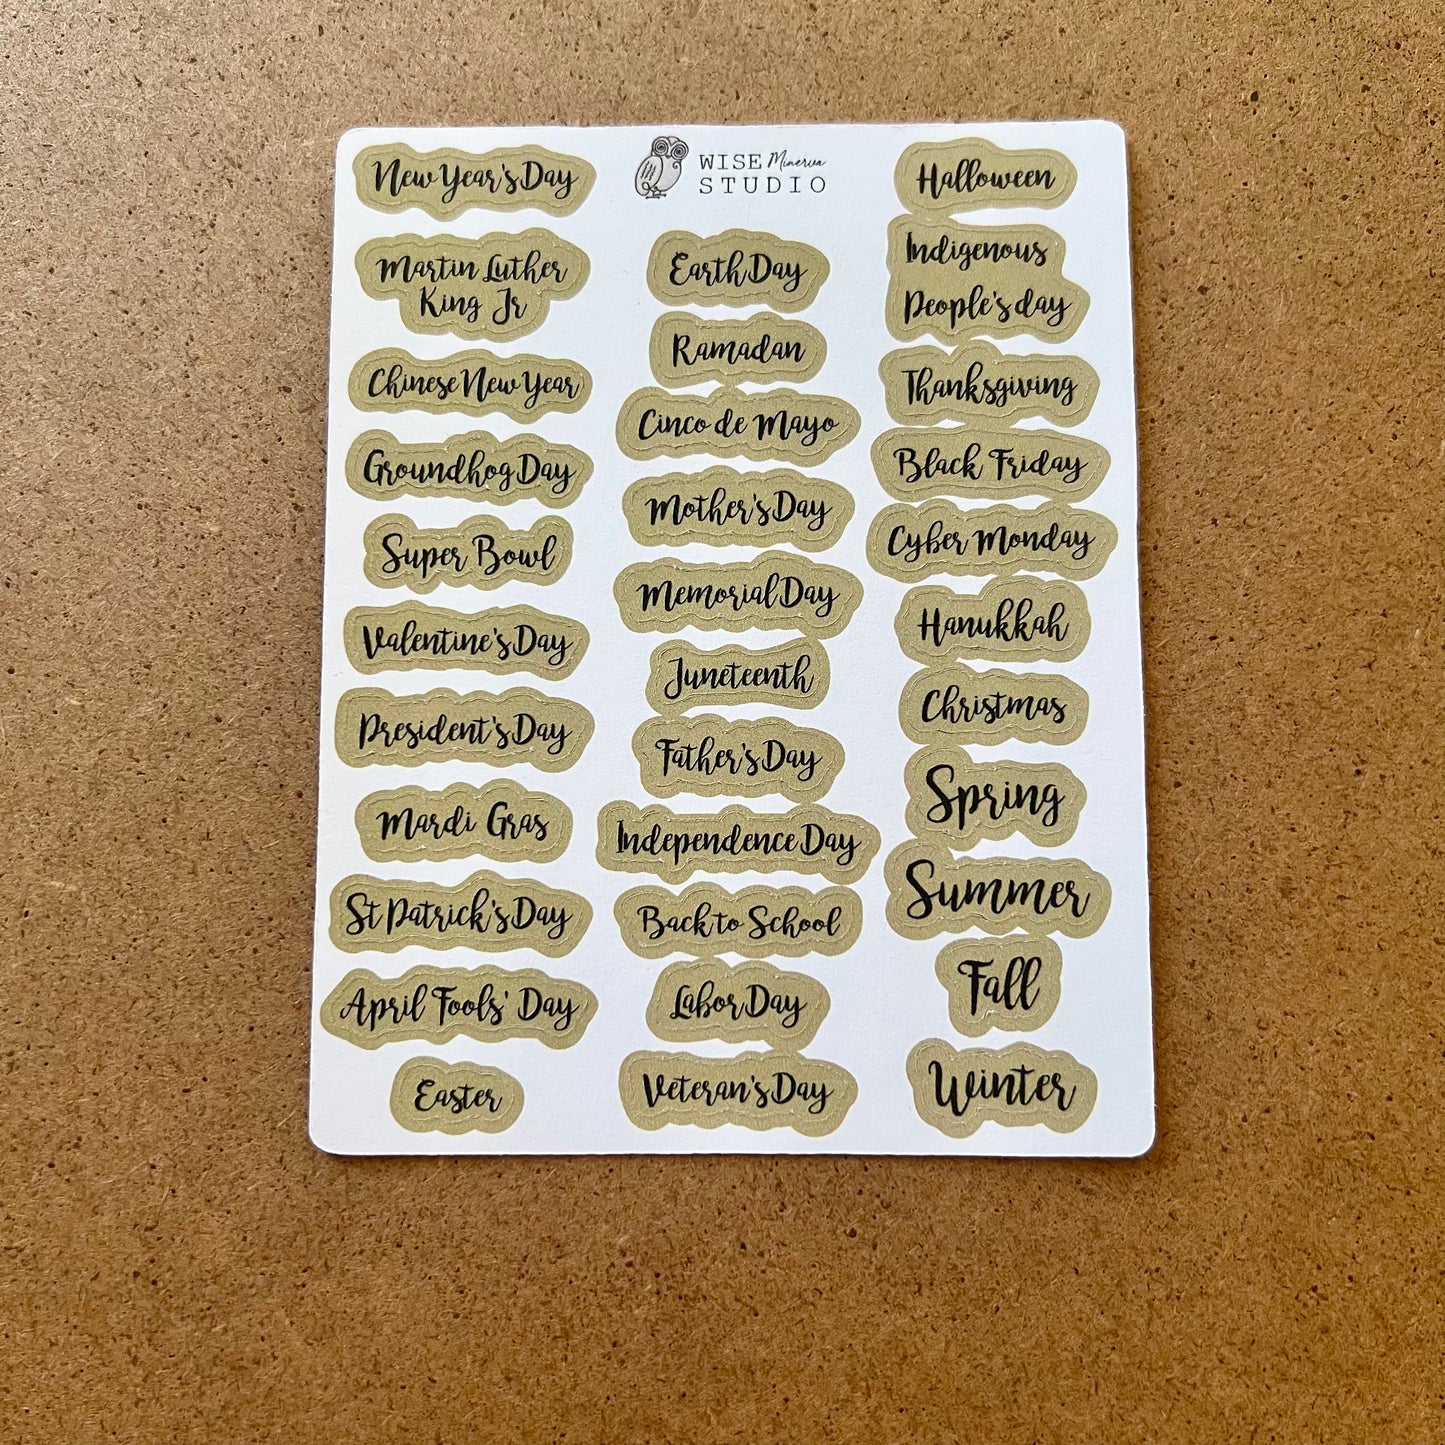 New Year's Day
Martin Luther
King Jr
Chinese New Year
Groundhog Day
Super Bowl
Valentine's Day
President's Day
Mardi Gras
St Patrick's Day
April Fools' Day
Easter
WISE Minerva
STUDIO
Earth Day
Ramadan
Cinco de Mayo
Mother's Day
Memorial Day
Juneteenth
Father's Day
Independence Day
Back to School
Labor Day
Veteran's Day
Halloween
Indigenous
People's day
Thanksgiving
Black Friday
Cyber Monday
Hanukkah
Christmas
Spring
Summer
Fall
Winter